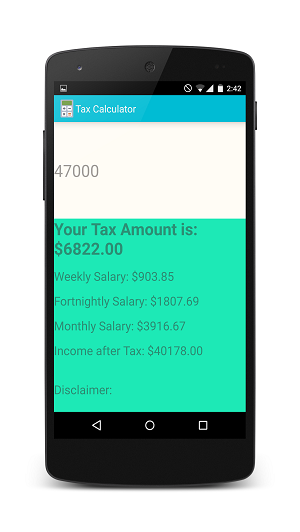 2:42
Tax Calculator
47000
Your Tax Amount is:
$6822.00
Weekly Salary: $903.85
Fortnightly Salary: $1807.69
Monthly Salary: $3916.67
Income after Tax: $40178.00
Disclaimer: